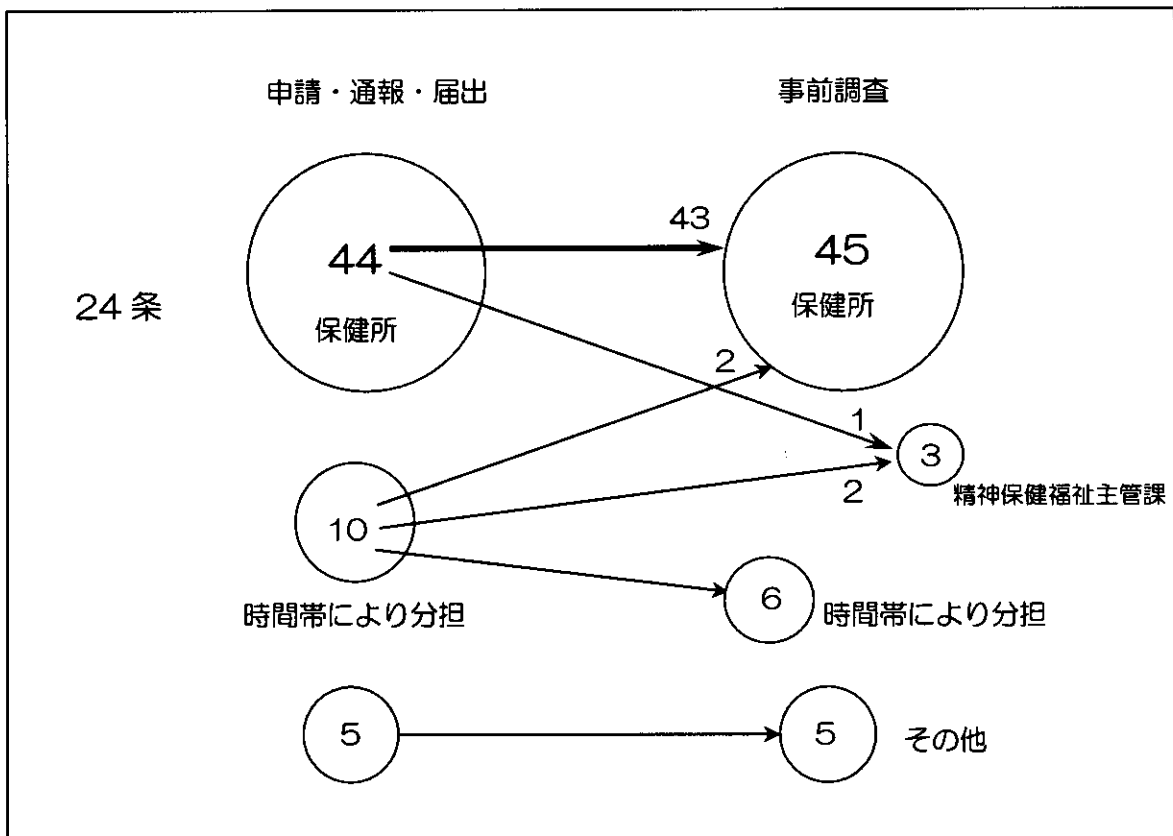 申請・通報・届出
事前調査
24条
44
保健所
43
45
保健所
2
1
3
精神保健福祉主管課
2
10
時間帯により分担
6
時間帯により分担
5
5
その他